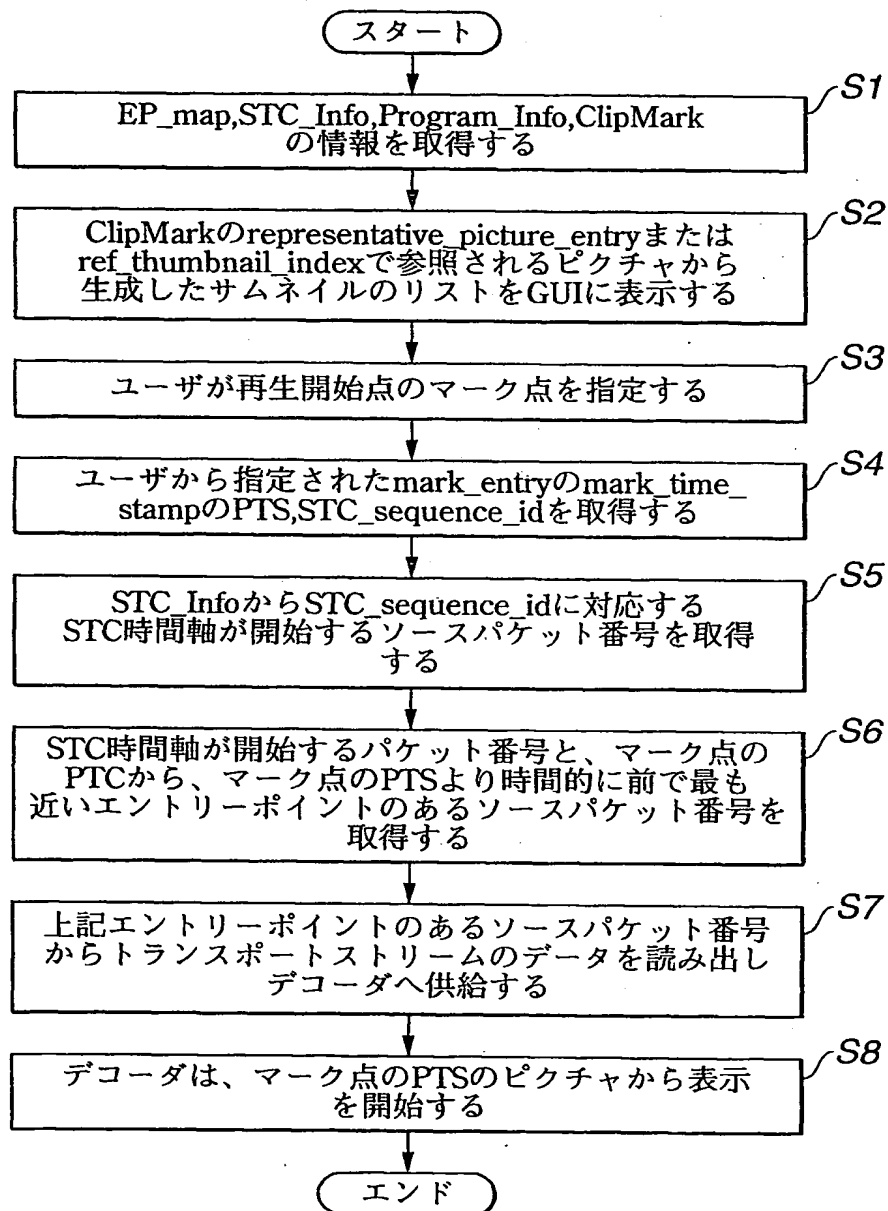 スタート
S1
EP_map,STC_Info,Program_Info,ClipMark
の情報を取得する
S2
ClipMarkのrepresentative_picture_entryまたは
ref_thumbnail_indexで参照されるピクチャから
生成したサムネイルのリストをGUIに表示する
S3
ユーザが再生開始点のマーク点を指定する
S4
ユーザから指定されたmark_entryのmark_time_
stampのPTS,STC_sequence_idを取得する
S5
STC_InfoからSTC_sequence_idに対応する
STC時間軸が開始するソースパケット番号を取得
する
S6
STC時間軸が開始するパケット番号と、マーク点の
PTCから、マーク点のPTSより時間的に前で最も
近いエントリーポイントのあるソースパケット番号を
取得する
S7
上記エントリーポイントのあるソースパケット番号
からトランスポートストリームのデータを読み出し
デコーダへ供給する
S8
デコーダは、マーク点のPTSのピクチャから表示
を開始する
エンド